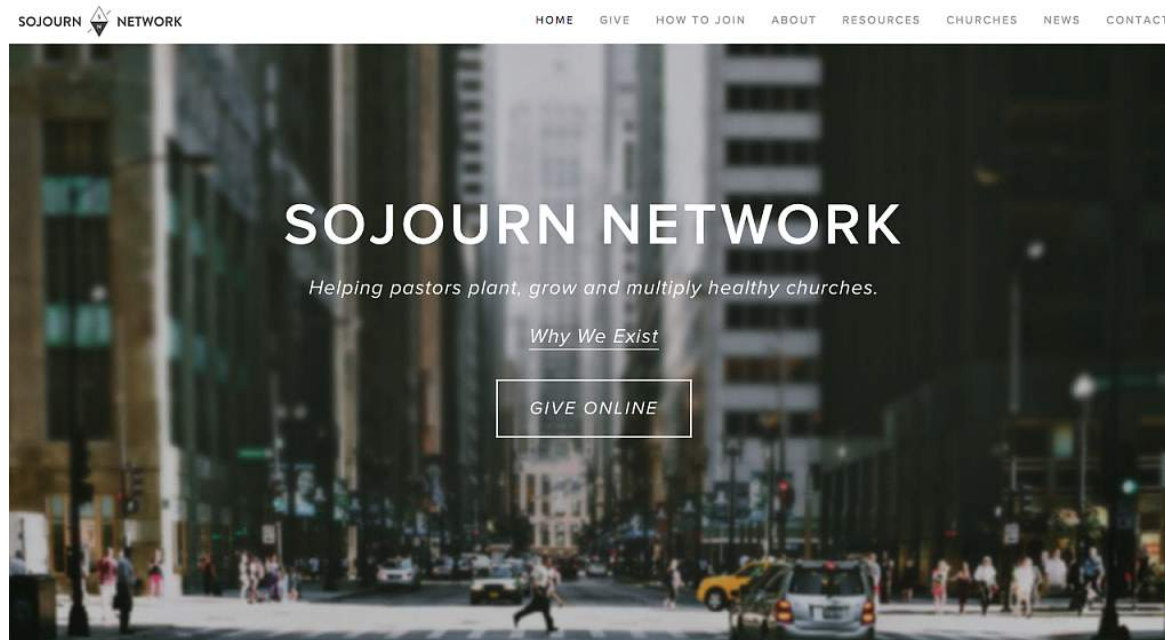 SOJOURN NETWORK
HOME GIVE HOW TO JOIN ABOUT RESOURCES CHURCHES NEWS CONTACT
SOJOURN NETWORK
Helping pastors plant, grow and multiply healthy churches.
Why We Exist
GIVE ONLINE